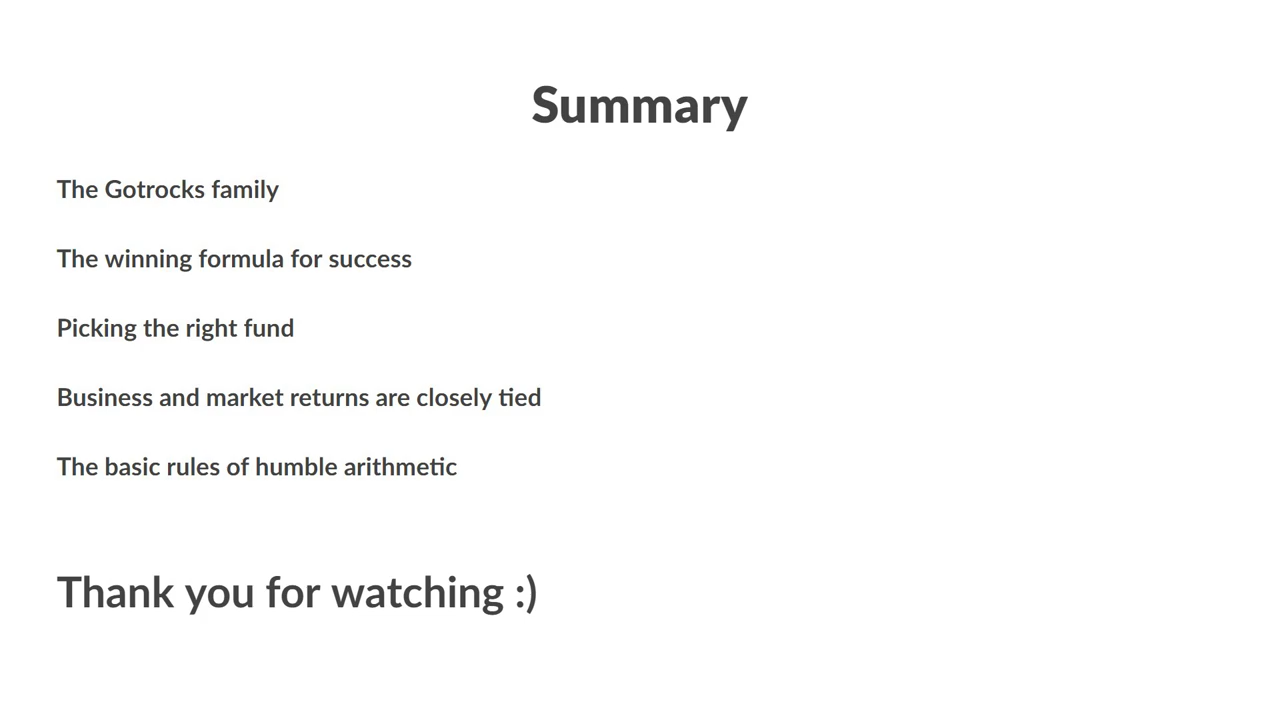 Summary
The Gotrocks family
The winning formula for success
Picking the right fund
Business and market returns are closely tied
The basic rules of humble arithmetic
Thank you for watching :)